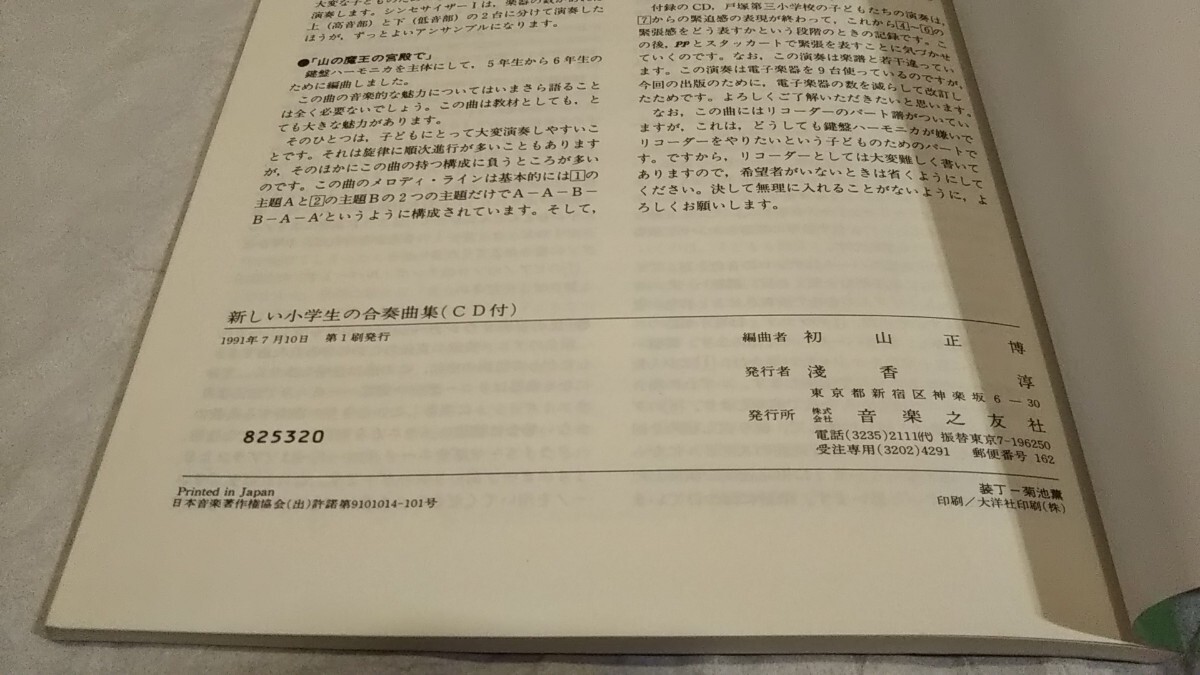 演奏します。シンセサイザーⅠは、楽器の数が
上（高音部）と下（低音部）の2台に分けて演奏した
ほうが、ずっとよいアンサンブルになります。
●「山の魔王の宮殿で」
鍵盤ハーモニカを主体にして、5年生から6年生の
ために編曲しました。
この曲の音楽的な魅力についてはいまさら語ること
は全く必要ないでしょう。この曲は教材としても、と
ても大きな魅力があります。
そのひとつは、子どもにとって大変演奏しやすいこ
とです。それは旋律に順次進行が多いこともあります
が、そのほかにこの曲の持つ構成に負うところが多い
のです。この曲のメロディ・ラインは基本的には1の
主題Aと2の主題Bの2つの主題だけでA－A－B－
B－A－A'というように構成されています。そして、
付録のCD、戸塚第三小学校の子どもたちの演奏は、
7からの緊迫感の表現が終わって、これから4～6の
緊張感をどう表すかという段階のときの記録です。こ
の後、ppとスタッカートで緊張を表すことに気づかせ
ていくのです。なお、この演奏は楽譜と若干違ってい
ます。この演奏は電子楽器を9台使っているのですが、
今回の出版のために、電子楽器の数を減らして改訂し
たためです。よろしくご了解いただきたいと思います。
なお、この曲にはリコーダーのパート譜がついてい
ますが、これは、どうしても鍵盤ハーモニカが嫌いで
リコーダーをやりたいという子どものためのパートで
す。ですから、リコーダーとしては大変難しく書いて
ありますので、希望者がいないときは省くようにして
ください。決して無理に入れることがないように、よ
ろしくお願いします。
新しい小学生の合奏曲集（CD付）
1991年7月10日 第1刷発行
編曲者 初山正博
発行者 淺香淳
東京都新宿区神楽坂6－30
発行所 株式会社 音楽之友社
電話(3235)2111㈹ 振替東京7-196250
受注専用(3202)4291 郵便番号 162
825320
Printed in Japan
日本音楽著作権協会(出)許諾第9101014-101号
装丁－菊池薫
印刷／大洋社印刷(株)